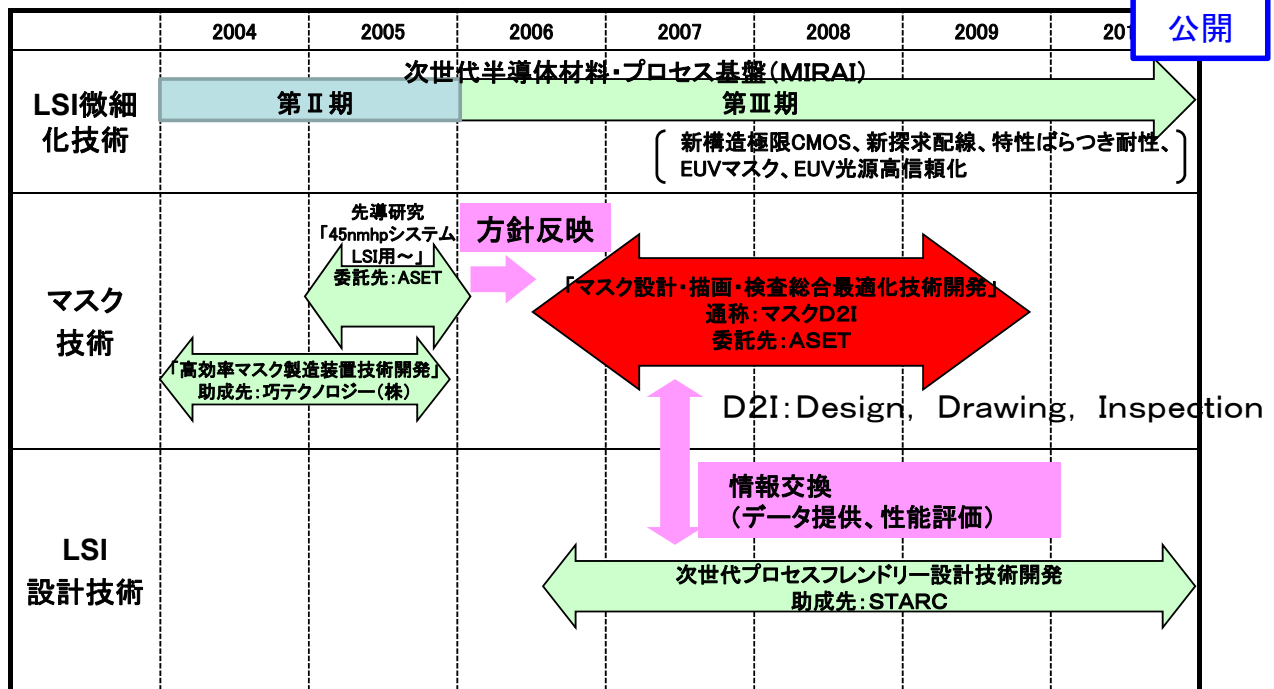 2004 2005 2006 2007 2008 2009 201
公開
次世代半導体材料・プロセス基盤(MIRAI)
LSI微細
化技術
第Ⅱ期
第Ⅲ期
新構造極限CMOS、新探求配線、特性ばらつき耐性、
EUVマスク、EUV光源高信頼化
マスク
技術
先導研究
「45nmhpシステム
LSI用～」
委託先：ASET
方針反映
「マスク設計・描画・検査総合最適化技術開発」
通称：マスクD2I
委託先：ASET
「高効率マスク製造装置技術開発」
助成先：巧テクノロジー(株)
D2I：Design, Drawing, Inspection
情報交換
(データ提供、性能評価)
LSI
設計技術
次世代プロセスフレンドリー設計技術開発
助成先：STARC